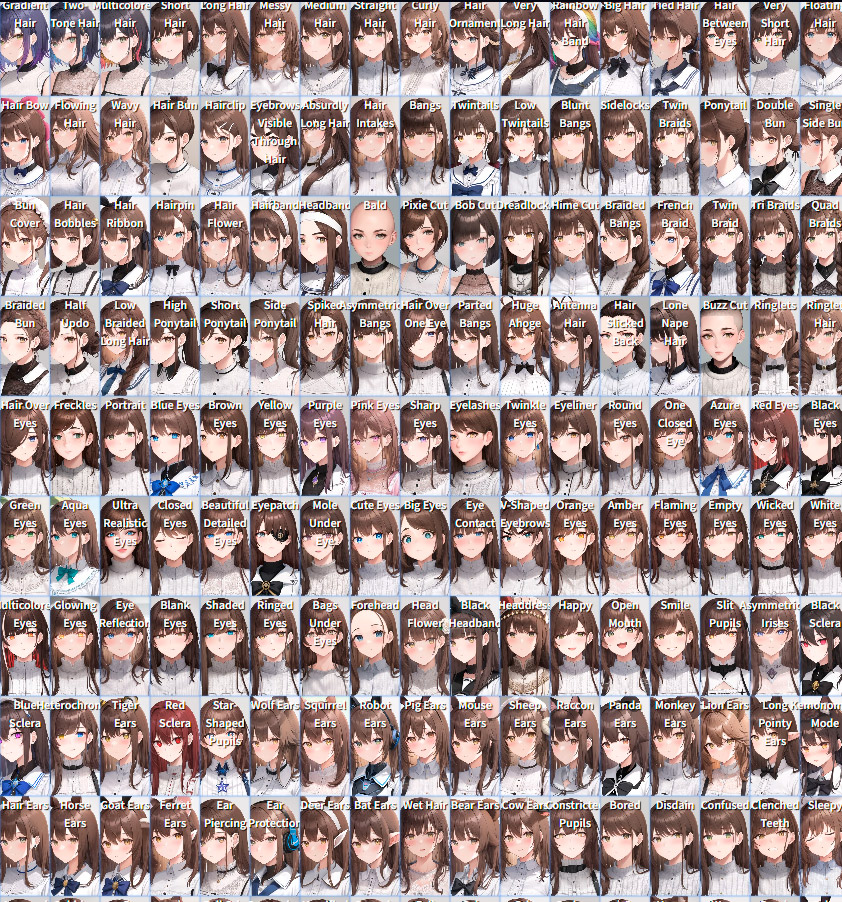 Gradient Hair
Two-Tone Hair
Multicolore Hair
Short Hair
Long Hair
Messy Hair
Medium Hair
Straight Hair
Curly Hair
Hair Ornamen
Very Long Hair
Rainbow Hair Band
Big Hair
Tied Hair
Hair Between Eyes
Very Short Hair
Floatin Hair
Hair Bow
Flowing Hair
Wavy Hair
Hair Bun
Hairclip
Eyebrows Visible Through Hair
Absurdly Long Hair
Hair Intakes
Bangs
Twintails
Low Twintails
Blunt Bangs
Sidelocks
Twin Braids
Ponytail
Double Bun
Single Side Bu
Bun Cover
Hair Bobbles
Hair Ribbon
Hairpin
Hair Flower
Hairband
Headband
Bald
Pixie Cut
Bob Cut
Dreadlock
Hime Cut
Braided Bangs
French Braid
Twin Braid
Tri Braids
Quad Braids
Braided Bun
Half Updo
Low Braided Long Hair
High Ponytail
Short Ponytail
Side Ponytail
Spiked Hair
Asymmetric Bangs
Hair Over One Eye
Parted Bangs
Huge Ahoge
Antenna Hair
Hair Slicked Back
Lone Nape Hair
Buzz Cut
Ringlets
Ringle Hair
Hair Over Eyes
Freckles
Portrait
Blue Eyes
Brown Eyes
Yellow Eyes
Purple Eyes
Pink Eyes
Sharp Eyes
Eyelashes
Twinkle Eyes
Eyeliner
Round Eyes
One Closed Eye
Azure Eyes
Red Eyes
Black Eyes
Green Eyes
Aqua Eyes
Ultra Realistic Eyes
Closed Eyes
Beautiful Detailed Eyes
Eyepatch
Mole Under Eye
Cute Eyes
Big Eyes
Eye Contact
V-Shaped Eyebrows
Orange Eyes
Amber Eyes
Flaming Eyes
Empty Eyes
Wicked Eyes
White Eyes
ulticolore Eyes
Glowing Eyes
Eye Reflection
Blank Eyes
Shaded Eyes
Ringed Eyes
Bags Under Eyes
Forehead
Head Flower
Black Headband
Headdress
Happy
Open Mouth
Smile
Slit Pupils
Asymmetric Irises
Black Sclera
Blue Sclera
Heterochrom
Tiger Ears
Red Sclera
Star-Shaped Pupils
Wolf Ears
Squirrel Ears
Robot Ears
Pig Ears
Mouse Ears
Sheep Ears
Raccon Ears
Panda Ears
Monkey Ears
Lion Ears
Long Pointy Ears
Kemonom Mode
Hair Ears
Horse Ears
Goat Ears
Ferret Ears
Ear Piercing
Ear Protection
Deer Ears
Bat Ears
Wet Hair
Bear Ears
Cow Ears
Constricte Pupils
Bored
Disdain
Confused
Clenched Teeth
Sleepy